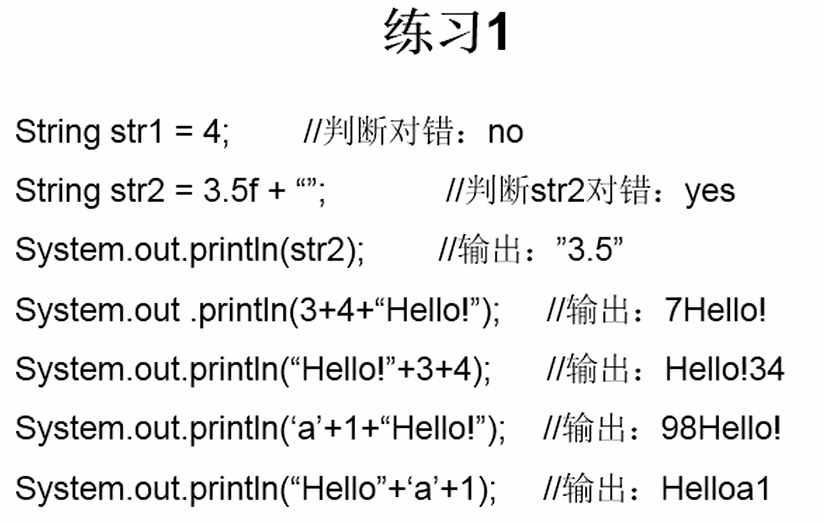 练习1
String str1 = 4; //判断对错：no
String str2 = 3.5f + “”; //判断str2对错：yes
System.out.println(str2); //输出：”3.5”
System.out .println(3+4+“Hello!”); //输出：7Hello!
System.out.println(“Hello!”+3+4); //输出：Hello!34
System.out.println(‘a’+1+“Hello!”); //输出：98Hello!
System.out.println(“Hello”+‘a’+1); //输出：Helloa1